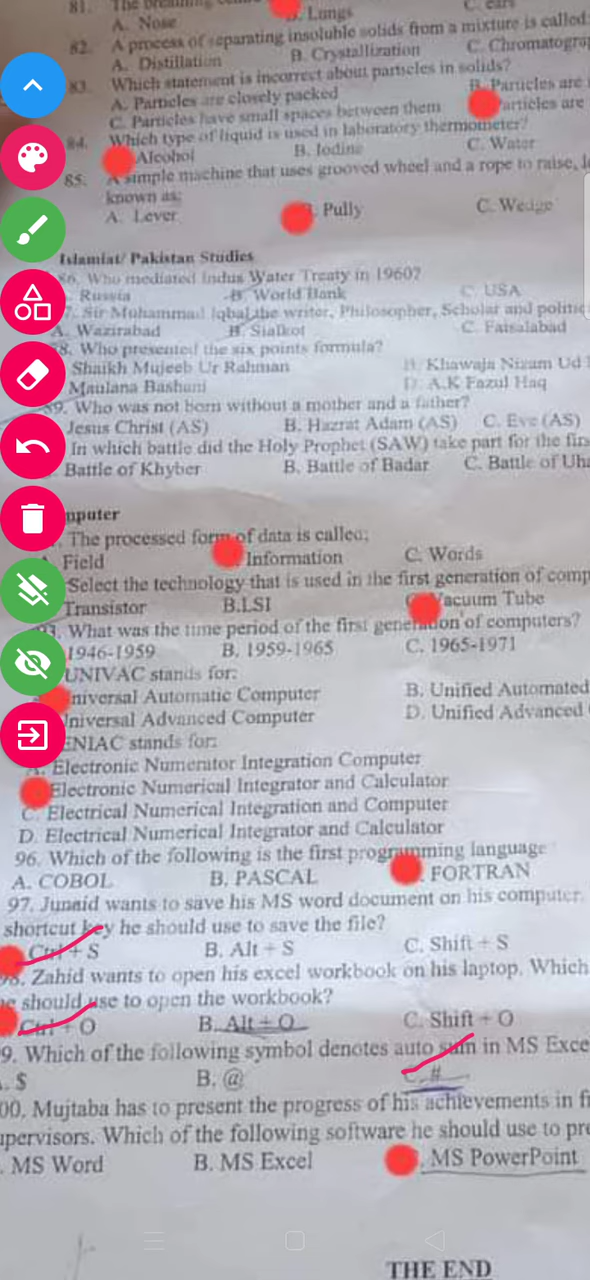 81. The breathing
A. Nose B. Lungs C. ears
82. A process of separating insoluble solids from a mixture is called
A. Distillation B. Crystallization C. Chromatograp
83. Which statement is incorrect about particles in solids?
A. Particles are closely packed B. Particles are
C. Particles have small spaces between them articles are
84. Which type of liquid is used in laboratory thermometer?
Alcohol B. Iodine C. Water
85. A simple machine that uses grooved wheel and a rope to raise,
known as:
A. Lever Pully C. Wedge
Islamiat/ Pakistan Studies
86. Who mediated Indus Water Treaty in 1960?
Russia B World Bank C. USA
7. Sir Muhammad Iqbal the writer, Philosopher, Scholar and politic
A. Wazirabad B. Sialkot C. Faisalabad
8. Who presented the six points formula?
Shaikh Mujeeb Ur Rahman B. Khawaja Nizam Ud
Maulana Bashani D. A.K Fazul Haq
89. Who was not born without a mother and a father?
Jesus Christ (AS) B. Hazrat Adam (AS) C. Eve (AS)
In which battle did the Holy Prophet (SAW) take part for the firs
Battle of Khyber B. Battle of Badar C. Battle of Uha
nputer
The processed form of data is called;
Field Information C. Words
Select the technology that is used in the first generation of comp
Transistor B.LSI Vacuum Tube
93. What was the time period of the first generation of computers?
1946-1959 B. 1959-1965 C. 1965-1971
UNIVAC stands for:
niversal Automatic Computer B. Unified Automated
Universal Advanced Computer D. Unified Advanced
ENIAC stands for:
A. Electronic Numerator Integration Computer
Electronic Numerical Integrator and Calculator
C. Electrical Numerical Integration and Computer
D. Electrical Numerical Integrator and Calculator
96. Which of the following is the first programming language
A. COBOL B. PASCAL FORTRAN
97. Junaid wants to save his MS word document on his computer.
shortcut key he should use to save the file?
Ctrl + S B. Alt + S C. Shift + S
98. Zahid wants to open his excel workbook on his laptop. Which
he should use to open the workbook?
Ctrl + O B. Alt + O C. Shift + O
9. Which of the following symbol denotes auto sum in MS Exce
. $ B. @ C. #
00. Mujtaba has to present the progress of his achievements in fr
upervisors. Which of the following software he should use to pre
. MS Word B. MS Excel . MS PowerPoint
THE END